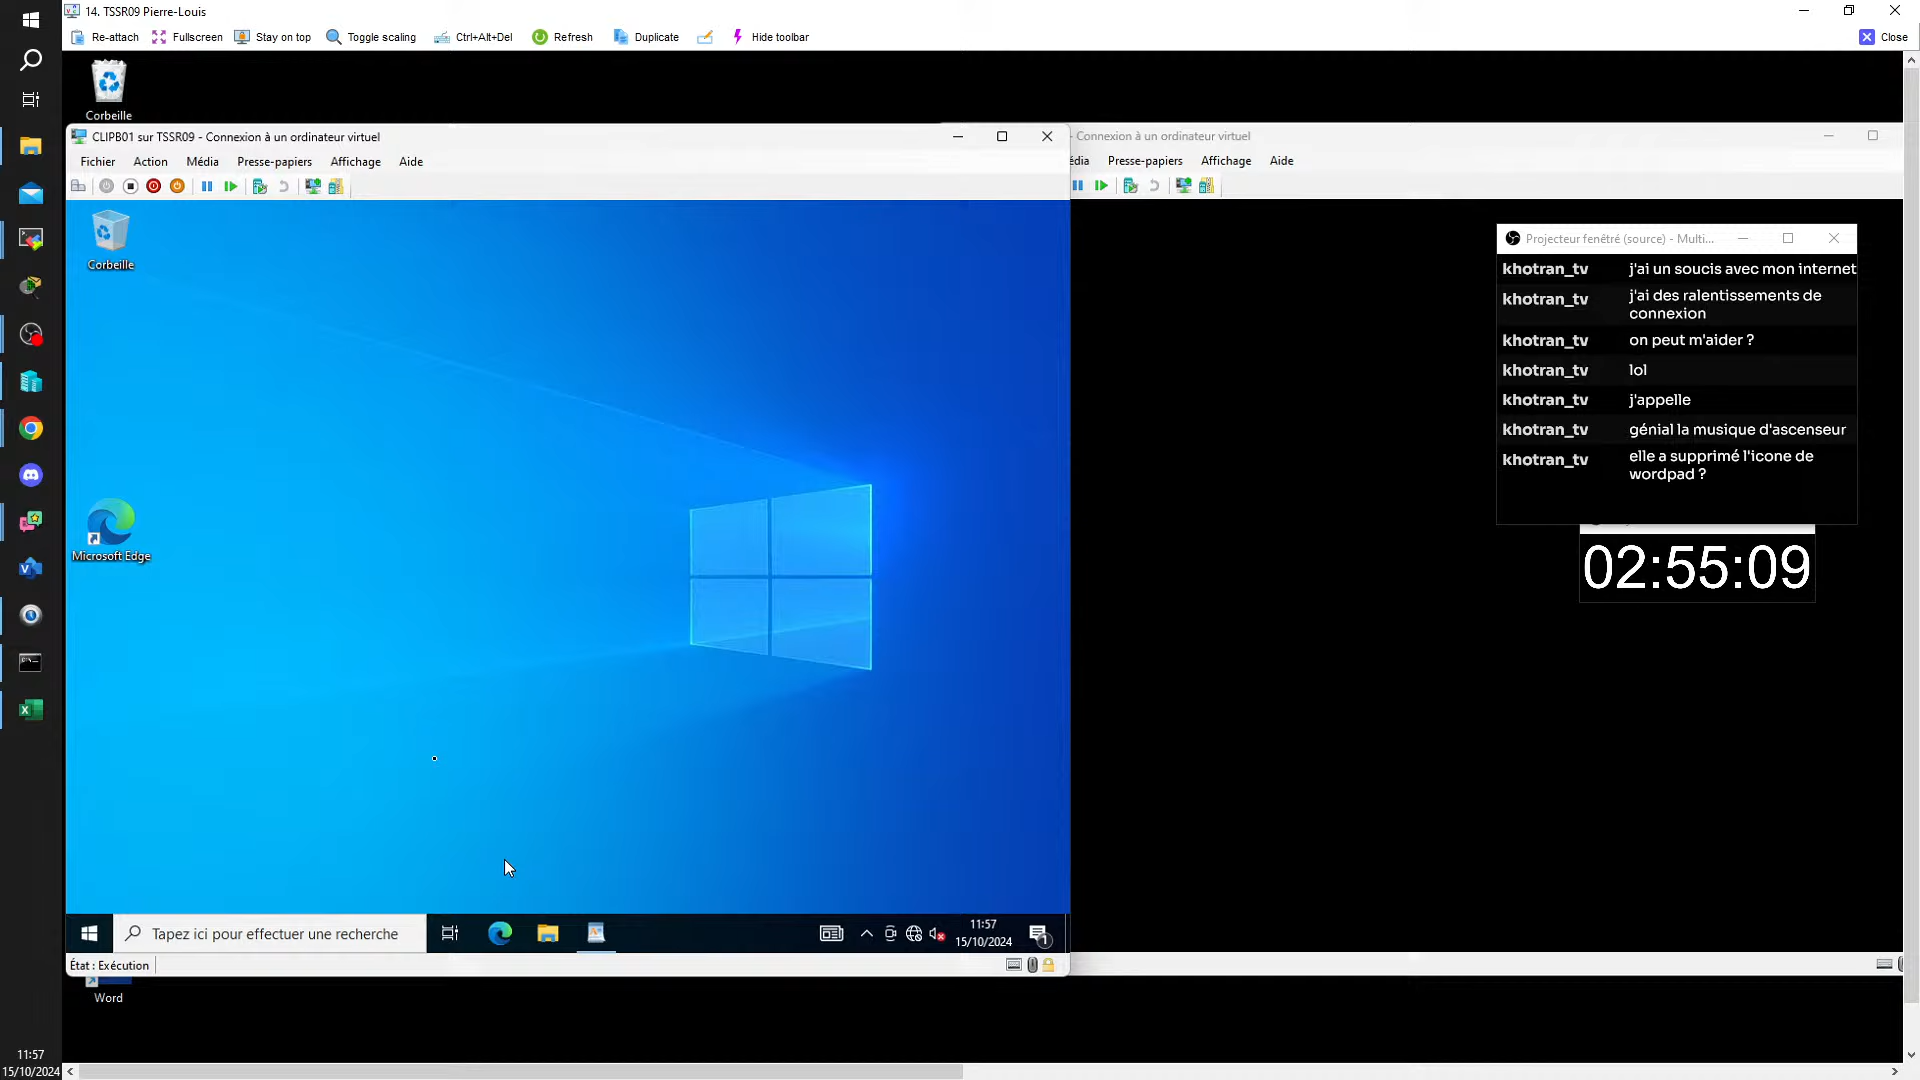 14. TSSR09 Pierre-Louis
Re-attach Fullscreen Stay on top Toggle scaling Ctrl+Alt+Del Refresh Duplicate Hide toolbar Close
Corbeille
CLIPB01 sur TSSR09 - Connexion à un ordinateur virtuel
- Connexion à un ordinateur virtuel
Fichier Action Média Presse-papiers Affichage Aide
édia Presse-papiers Affichage Aide
Corbeille
Projecteur fenêtré (source) - Multi...
khotran_tv j'ai un soucis avec mon internet
khotran_tv j'ai des ralentissements de
connexion
khotran_tv on peut m'aider ?
khotran_tv lol
khotran_tv j'appelle
khotran_tv génial la musique d'ascenseur
khotran_tv elle a supprimé l'icone de
wordpad ?
Microsoft Edge
02:55:09
Tapez ici pour effectuer une recherche
11:57
15/10/2024
1
État : Exécution
Word
11:57
15/10/2024